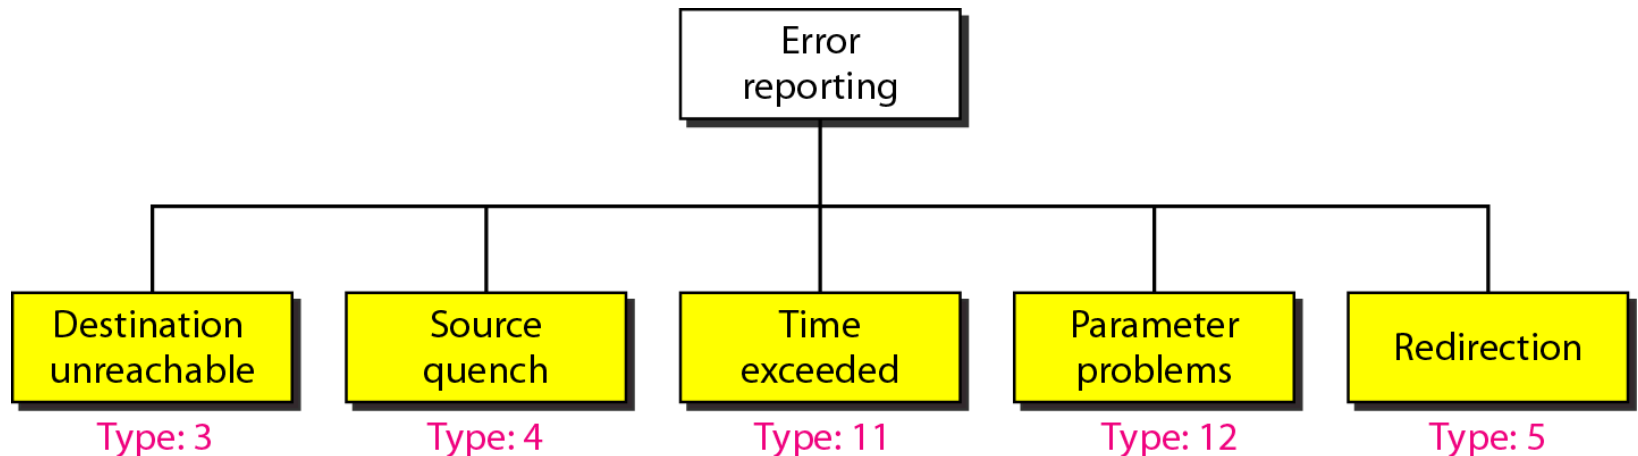 Error
reporting
Destination
unreachable
Source
quench
Time
exceeded
Parameter
problems
Redirection
Type: 3
Type: 4
Type: 11
Type: 12
Type: 5